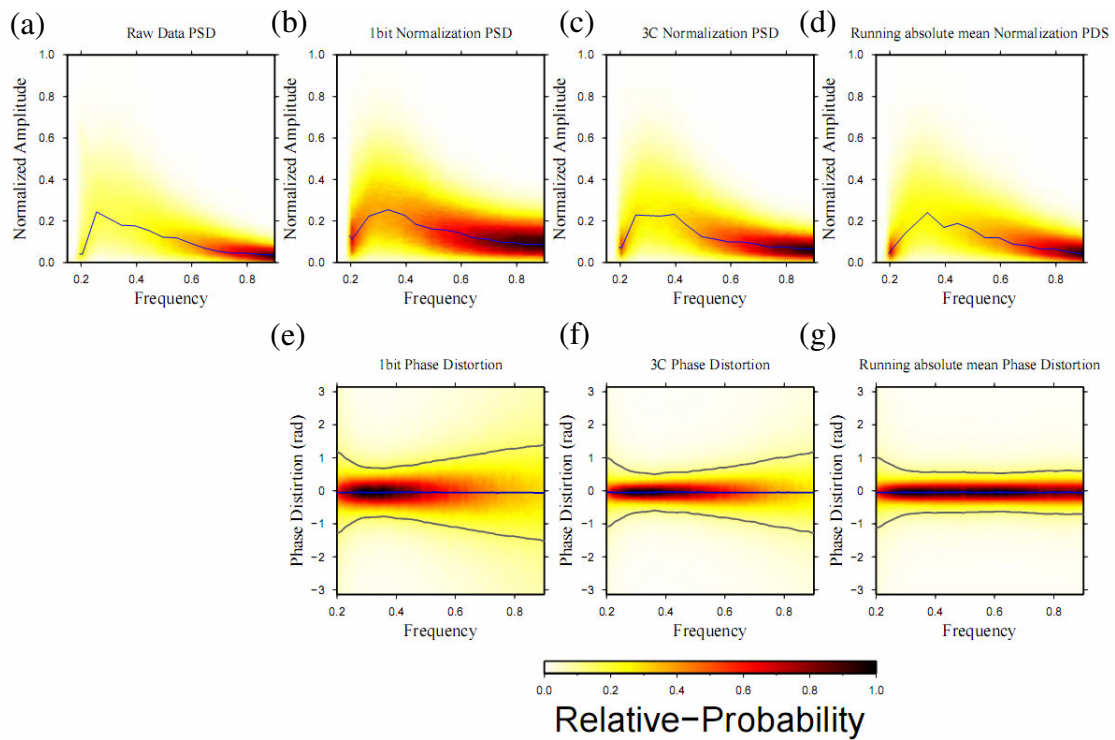 (a) (b) (c) (d)
Raw Data PSD 1bit Normalization PSD 3C Normalization PSD Running absolute mean Normalization PDS
1.0 1.0 1.0 1.0
0.8 0.8 0.8 0.8
0.6 0.6 0.6 0.6
0.4 0.4 0.4 0.4
0.2 0.2 0.2 0.2
0.0 0.0 0.0 0.0
Normalized Amplitude Normalized Amplitude Normalized Amplitude Normalized Amplitude
0.2 0.4 0.6 0.8 0.2 0.4 0.6 0.8 0.2 0.4 0.6 0.8 0.2 0.4 0.6 0.8
Frequency Frequency Frequency Frequency
(e) (f) (g)
1bit Phase Distortion 3C Phase Distortion Running absolute mean Phase Distortion
3 3 3
2 2 2
1 1 1
0 0 0
−1 −1 −1
−2 −2 −2
−3 −3 −3
Phase Distirtion (rad) Phase Distirtion (rad) Phase Distirtion (rad)
0.2 0.4 0.6 0.8 0.2 0.4 0.6 0.8 0.2 0.4 0.6 0.8
Frequency Frequency Frequency
0.0 0.2 0.4 0.6 0.8 1.0
Relative−Probability